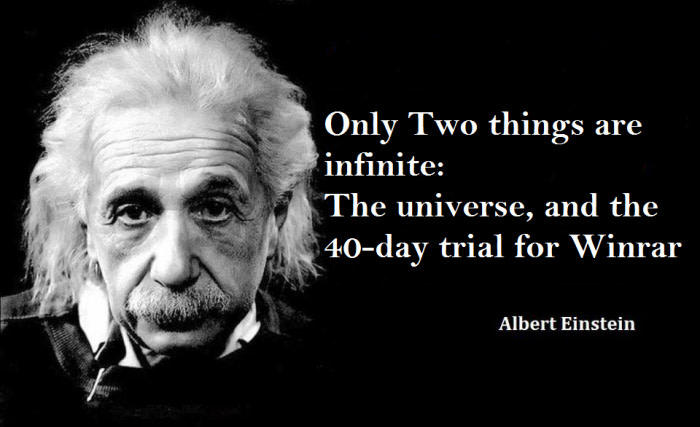 Only Two things are
infinite:
The universe, and the
40-day trial for Winrar
Albert Einstein